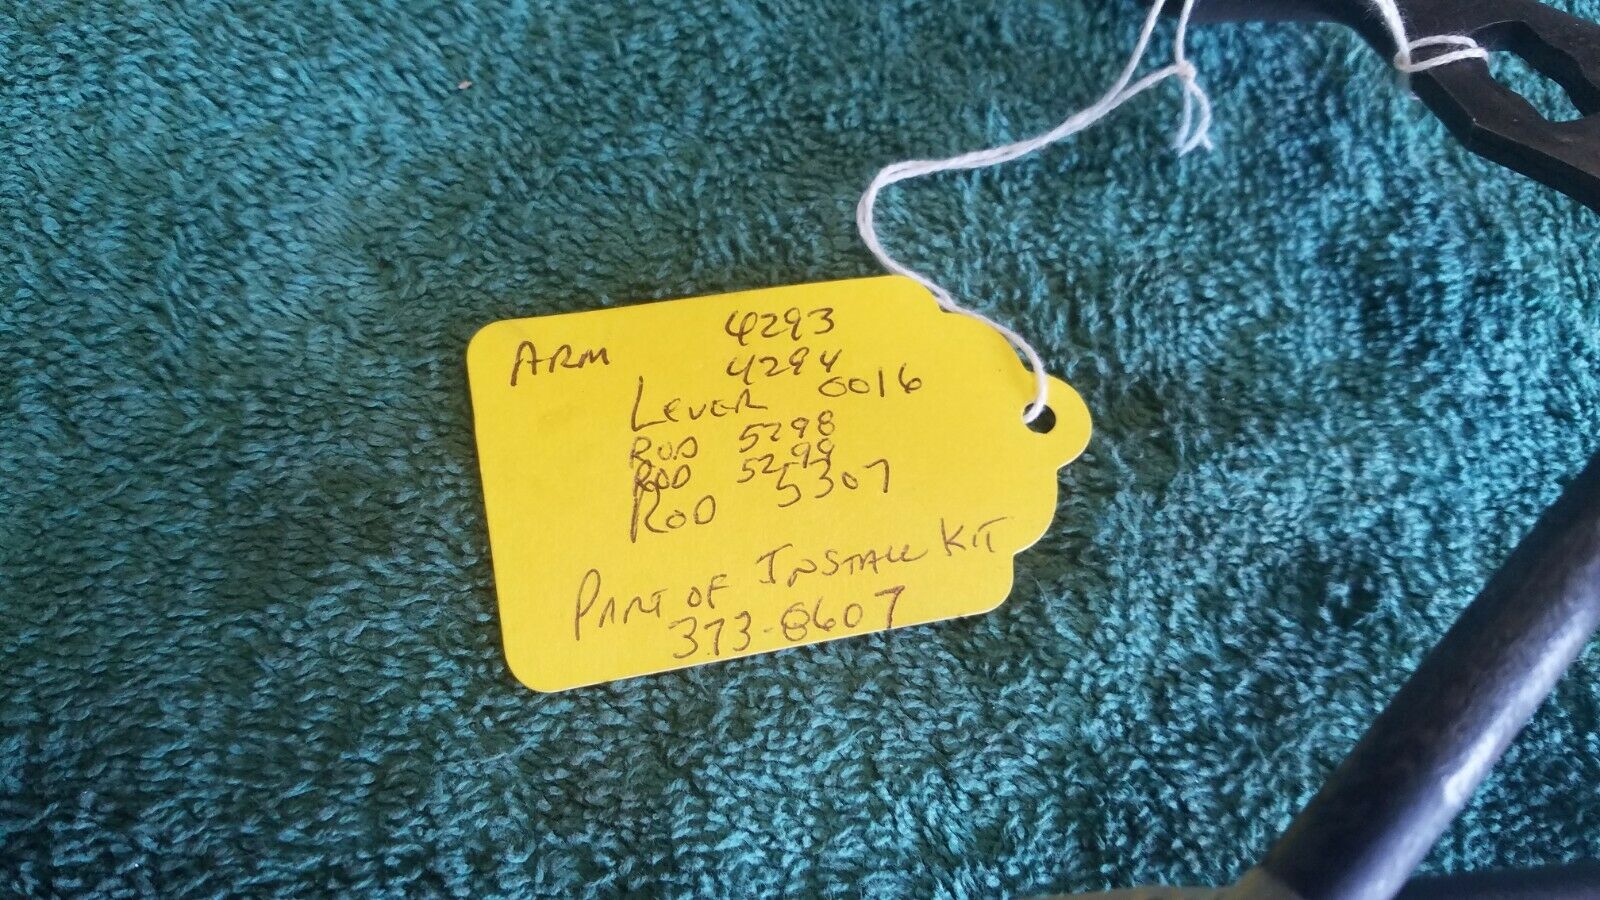 ARM 4293
4294
LEVER 0016
ROD 5298
ROD 5299
ROD 5307
PART OF INSTALL KIT
373-8607